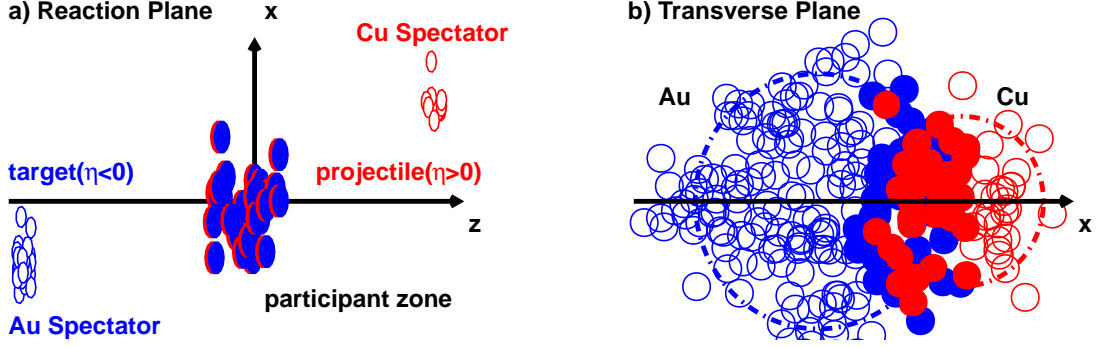 a) Reaction Plane
x
Cu Spectator
target(η<0)
projectile(η>0)
z
participant zone
Au Spectator
b) Transverse Plane
Au
Cu
x